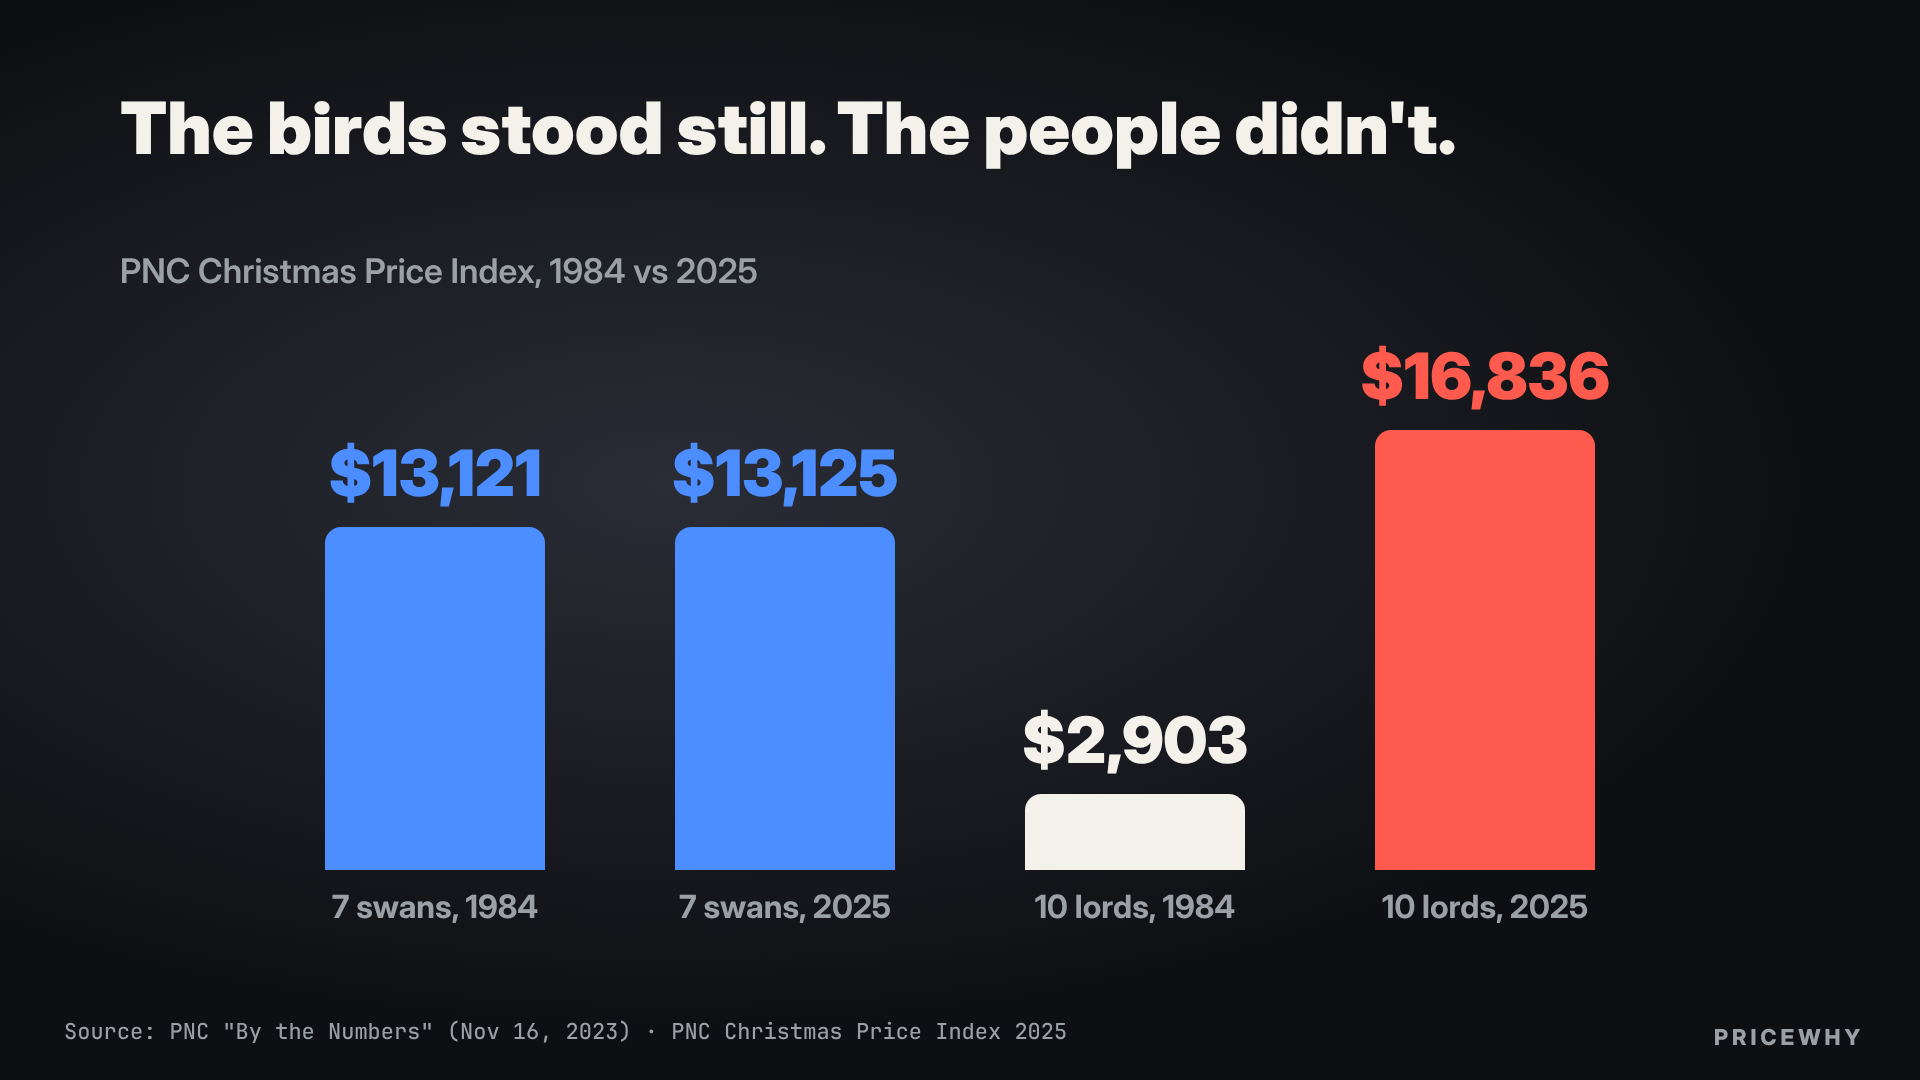 The birds stood still. The people didn't.
PNC Christmas Price Index, 1984 vs 2025
$13,121
$13,125
$2,903
$16,836
7 swans, 1984
7 swans, 2025
10 lords, 1984
10 lords, 2025
Source: PNC "By the Numbers" (Nov 16, 2023) · PNC Christmas Price Index 2025
PRICEWHY